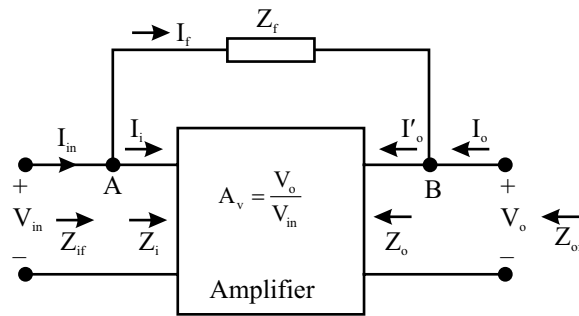 I_f Z_f
I_in I_i I'_o I_o
A B
+ A_v = V_o / V_in +
V_in Z_if Z_i Z_o V_o Z_of
− −
Amplifier